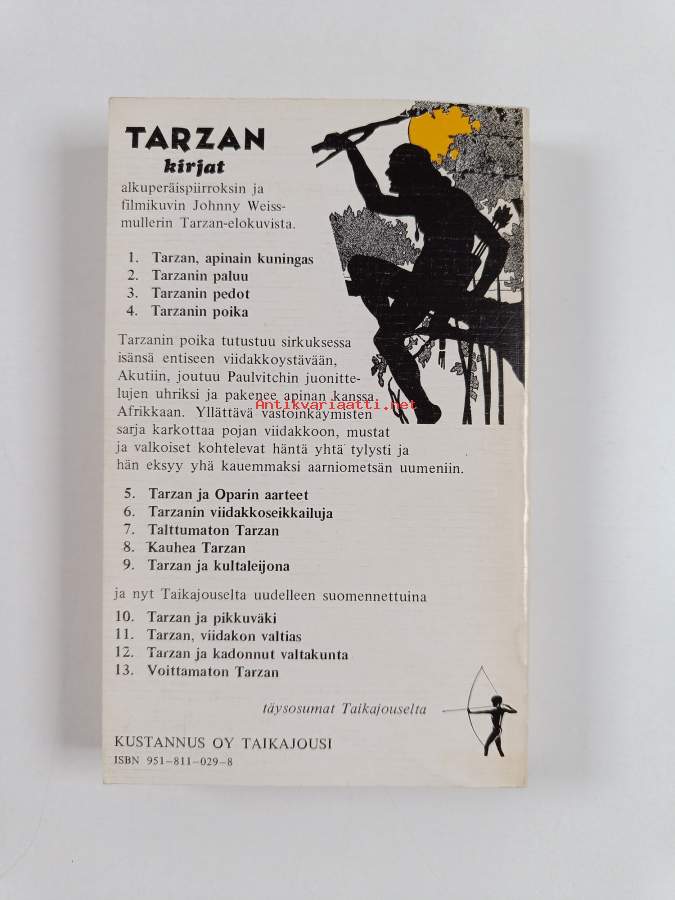 TARZAN
kirjat
alkuperäispiirroksin ja
filmikuvin Johnny Weiss-
mullerin Tarzan-elokuvista.
1. Tarzan, apinain kuningas
2. Tarzanin paluu
3. Tarzanin pedot
4. Tarzanin poika
Tarzanin poika tutustuu sirkuksessa
isänsä entiseen viidakkoystävään,
Akutiin, joutuu Paulvitchin juonitte-
lujen uhriksi ja pakenee apinan kanssa
Antikvariaatti.net
Afrikkaan. Yllättävä vastoinkäymisten
sarja karkottaa pojan viidakkoon, mustat
ja valkoiset kohtelevat häntä yhtä tylysti ja
hän eksyy yhä kauemmaksi aarniometsän uumeniin.
5. Tarzan ja Oparin aarteet
6. Tarzanin viidakkoseikkailuja
7. Talttumaton Tarzan
8. Kauhea Tarzan
9. Tarzan ja kultaleijona
ja nyt Taikajouselta uudelleen suomennettuina
10. Tarzan ja pikkuväki
11. Tarzan, viidakon valtias
12. Tarzan ja kadonnut valtakunta
13. Voittamaton Tarzan
täysosumat Taikajouselta
KUSTANNUS OY TAIKAJOUSI
ISBN 951-811-029-8